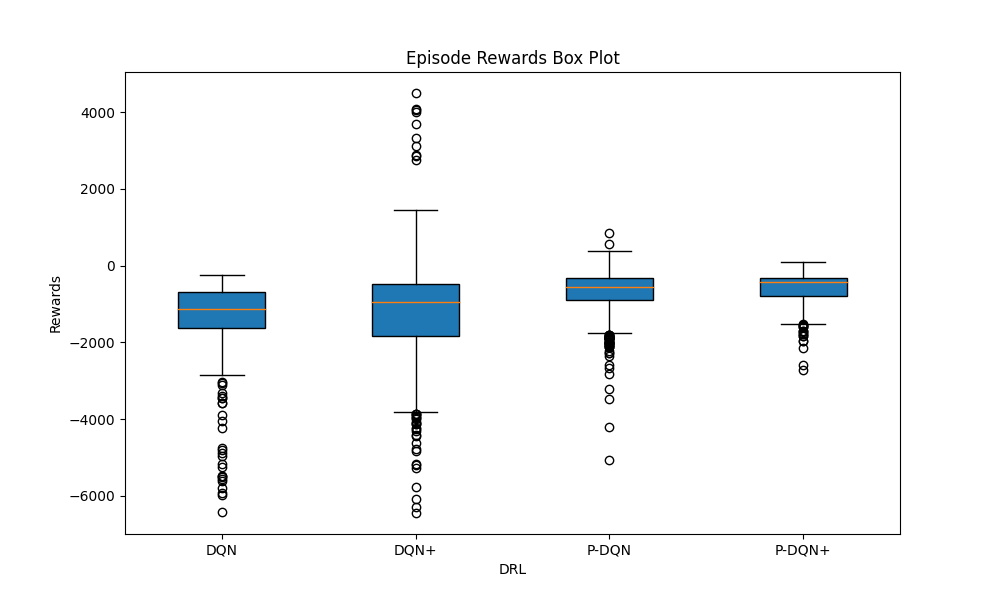 Episode Rewards Box Plot
4000
2000
0
−2000
−4000
−6000
Rewards
DQN
DQN+
P-DQN
P-DQN+
DRL